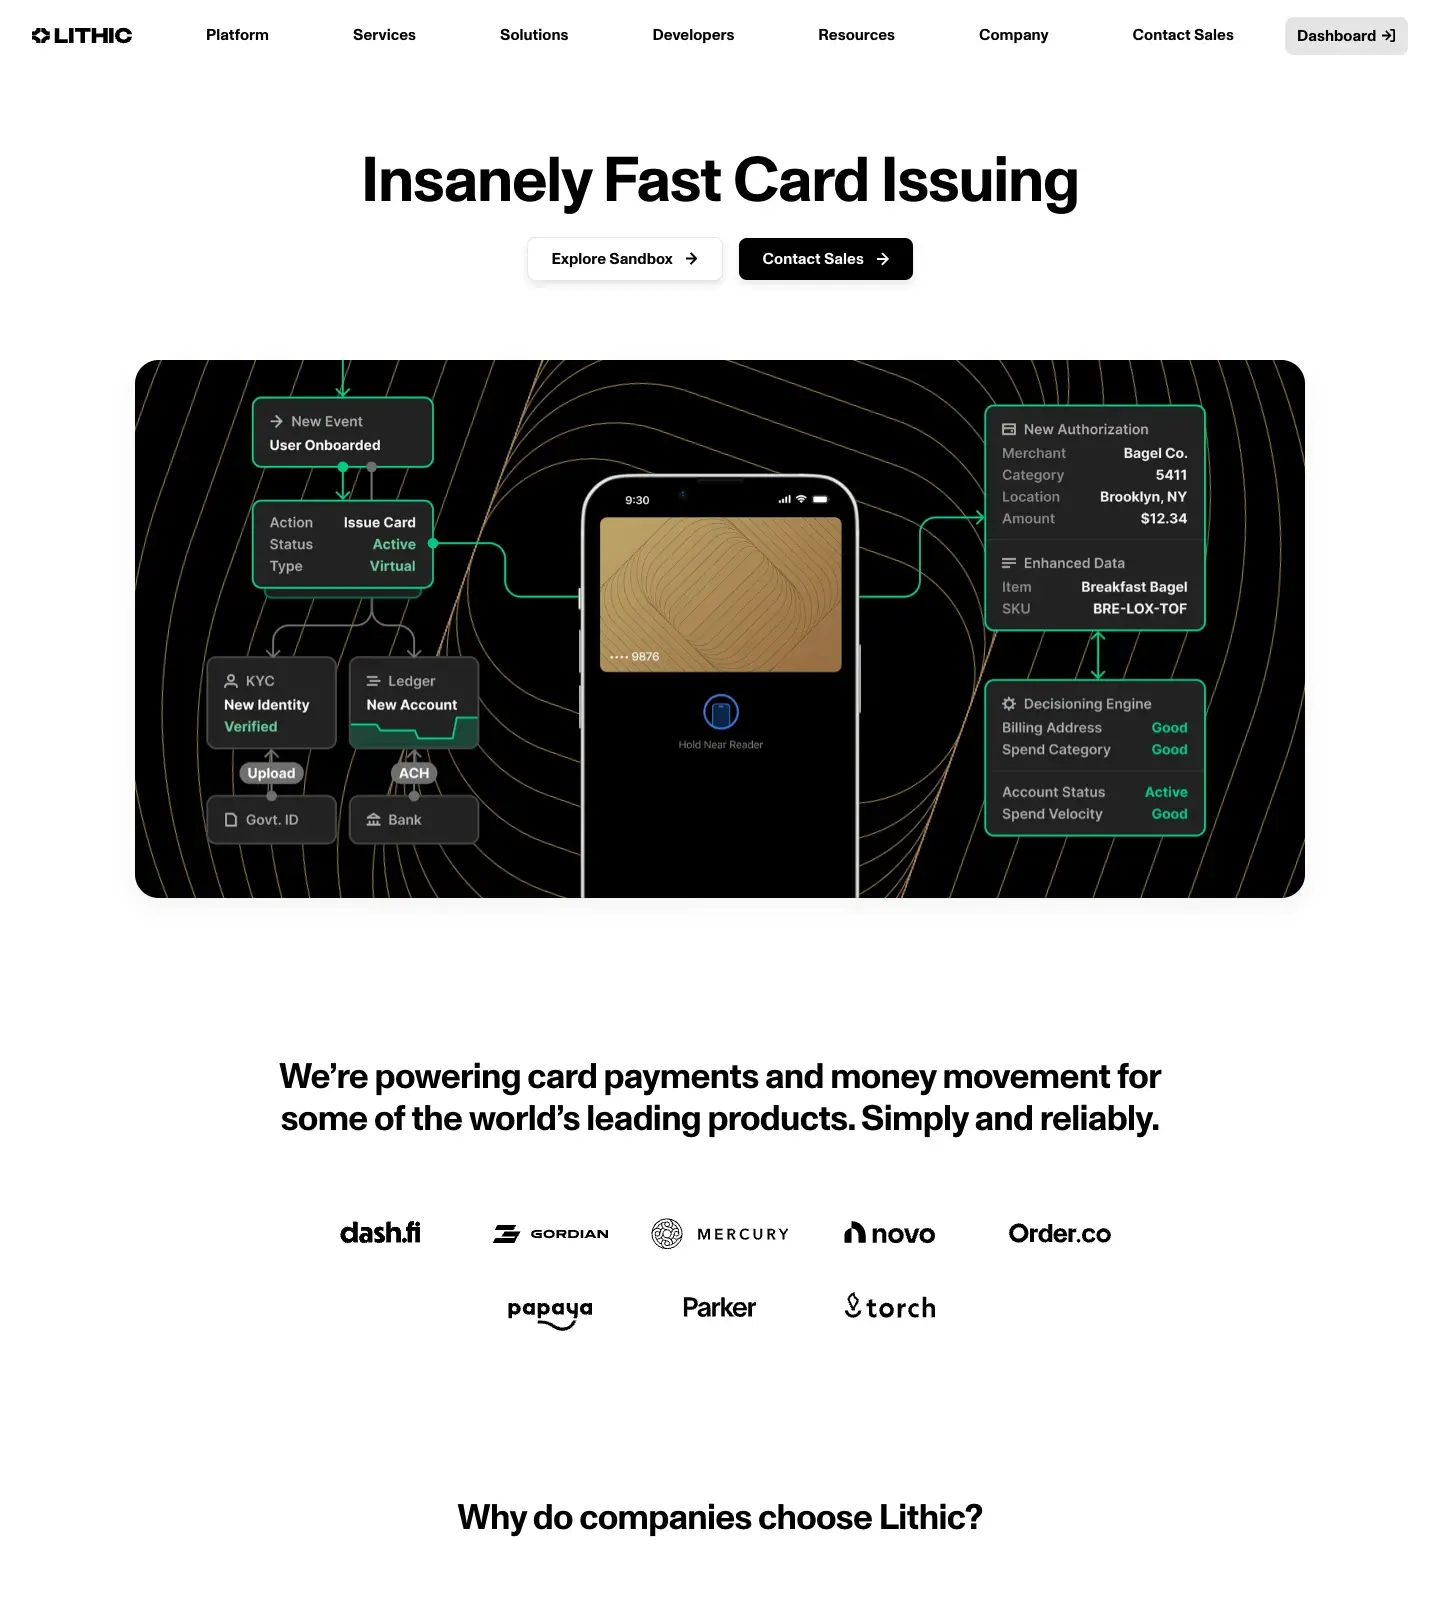 LITHIC
Platform
Services
Solutions
Developers
Resources
Company
Contact Sales
Dashboard
Insanely Fast Card Issuing
Explore Sandbox
Contact Sales
New Event
User Onboarded
Action Issue Card
Status Active
Type Virtual
KYC
New Identity
Verified
Upload
Govt. ID
Ledger
New Account
ACH
Bank
9:30
•••• 9876
Hold Near Reader
New Authorization
Merchant Bagel Co.
Category 5411
Location Brooklyn, NY
Amount $12.34
Enhanced Data
Item Breakfast Bagel
SKU BRE-LOX-TOF
Decisioning Engine
Billing Address Good
Spend Category Good
Account Status Active
Spend Velocity Good
We’re powering card payments and money movement for
some of the world’s leading products. Simply and reliably.
dash.fi
GORDIAN
MERCURY
novo
Order.co
papaya
Parker
torch
Why do companies choose Lithic?